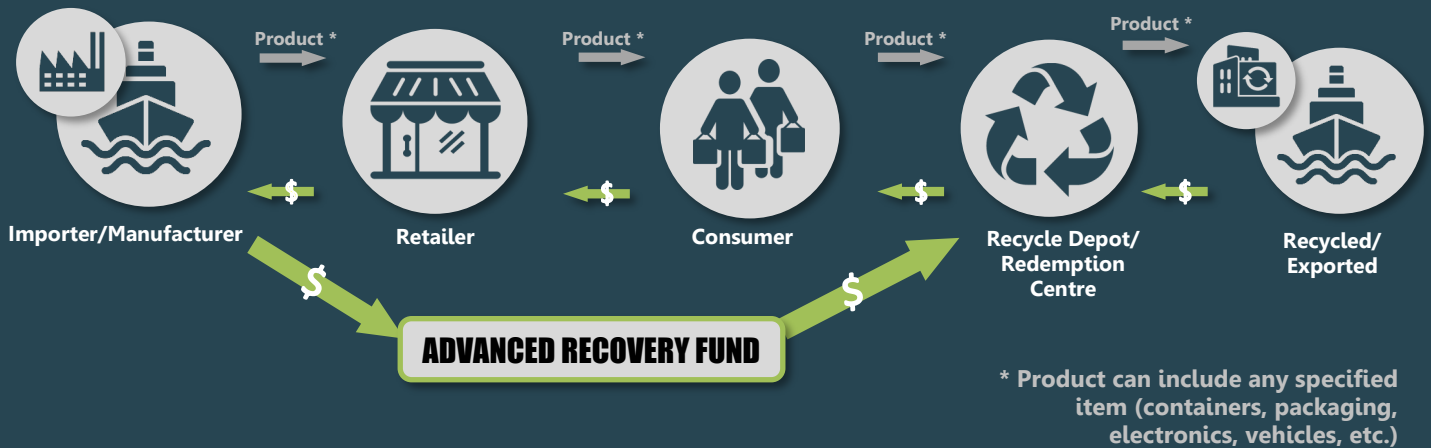 Product *
Product *
Product *
Product *
$
$
$
$
Importer/Manufacturer
Retailer
Consumer
Recycle Depot/
Redemption
Centre
Recycled/
Exported
$
$
ADVANCED RECOVERY FUND
* Product can include any specified
item (containers, packaging,
electronics, vehicles, etc.)